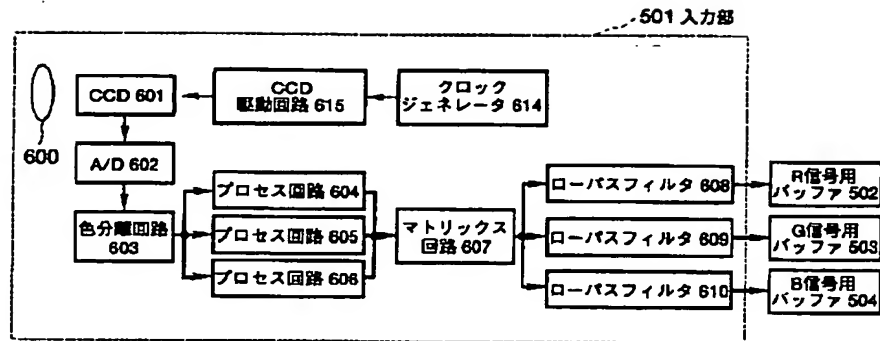 501 入力部
CCD 601
CCD
駆動回路 615
クロック
ジェネレータ 614
600
A/D 602
色分離回路
603
プロセス回路 604
プロセス回路 605
プロセス回路 606
マトリックス
回路 607
ローパスフィルタ 608
ローパスフィルタ 609
ローパスフィルタ 610
R信号用
バッファ 502
G信号用
バッファ 503
B信号用
バッファ 504